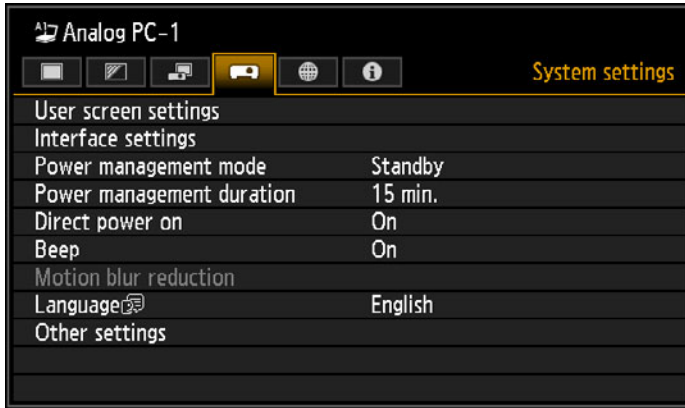 A1 Analog PC-1
System settings
User screen settings
Interface settings
Power management mode Standby
Power management duration 15 min.
Direct power on On
Beep On
Motion blur reduction
Language English
Other settings